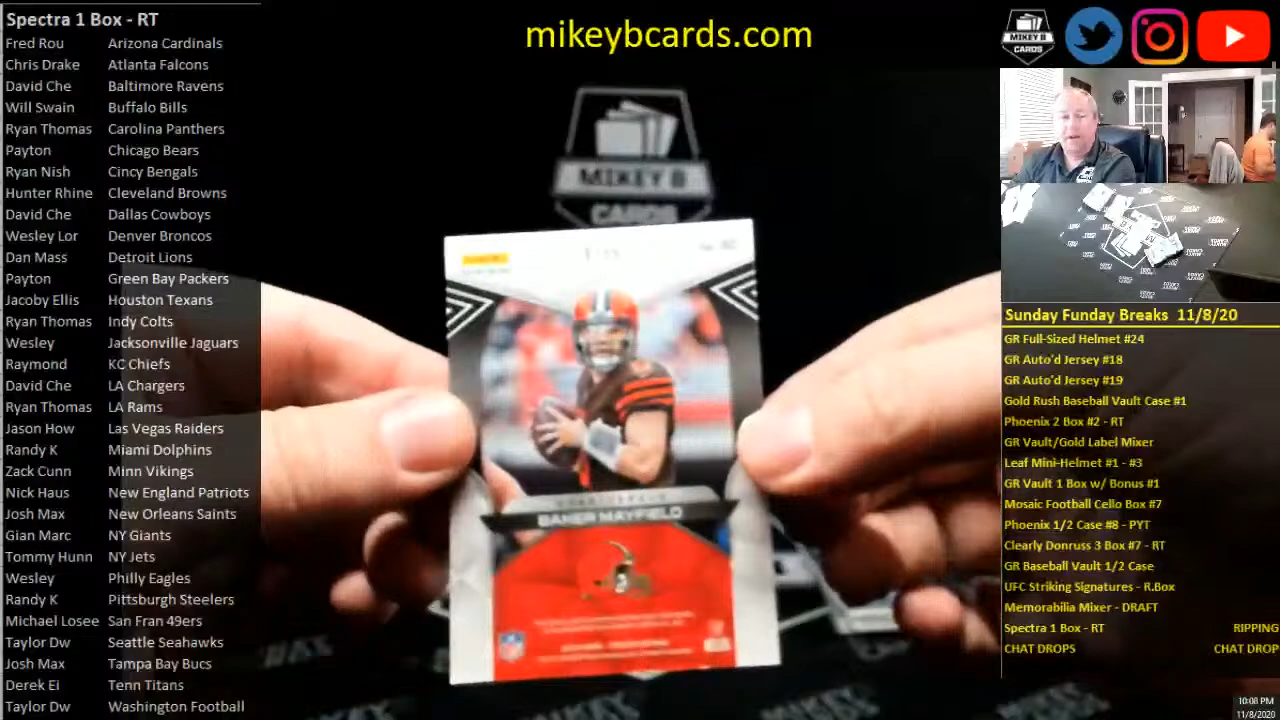 Spectra 1 Box - RT
Fred Rou Arizona Cardinals
Chris Drake Atlanta Falcons
David Che Baltimore Ravens
Will Swain Buffalo Bills
Ryan Thomas Carolina Panthers
Payton Chicago Bears
Ryan Nish Cincy Bengals
Hunter Rhine Cleveland Browns
David Che Dallas Cowboys
Wesley Lor Denver Broncos
Dan Mass Detroit Lions
Payton Green Bay Packers
Jacoby Ellis Houston Texans
Ryan Thomas Indy Colts
Wesley Jacksonville Jaguars
Raymond KC Chiefs
David Che LA Chargers
Ryan Thomas LA Rams
Jason How Las Vegas Raiders
Randy K Miami Dolphins
Zack Cunn Minn Vikings
Nick Haus New England Patriots
Josh Max New Orleans Saints
Gian Marc NY Giants
Tommy Hunn NY Jets
Wesley Philly Eagles
Randy K Pittsburgh Steelers
Michael Losee San Fran 49ers
Taylor Dw Seattle Seahawks
Josh Max Tampa Bay Bucs
Derek Ei Tenn Titans
Taylor Dw Washington Football
mikeybcards.com
MIKEY B
CARDS
PANINI
BAKER MAYFIELD
MIKEY B
CARDS
Sunday Funday Breaks 11/8/20
GR Full-Sized Helmet #24
GR Auto'd Jersey #18
GR Auto'd Jersey #19
Gold Rush Baseball Vault Case #1
Phoenix 2 Box #2 - RT
GR Vault/Gold Label Mixer
Leaf Mini-Helmet #1 - #3
GR Vault 1 Box w/ Bonus #1
Mosaic Football Cello Box #7
Phoenix 1/2 Case #8 - PYT
Clearly Donruss 3 Box #7 - RT
GR Baseball Vault 1/2 Case
UFC Striking Signatures - R.Box
Memorabilia Mixer - DRAFT
Spectra 1 Box - RT RIPPING
CHAT DROPS CHAT DROP
10:08 PM
11/8/2020